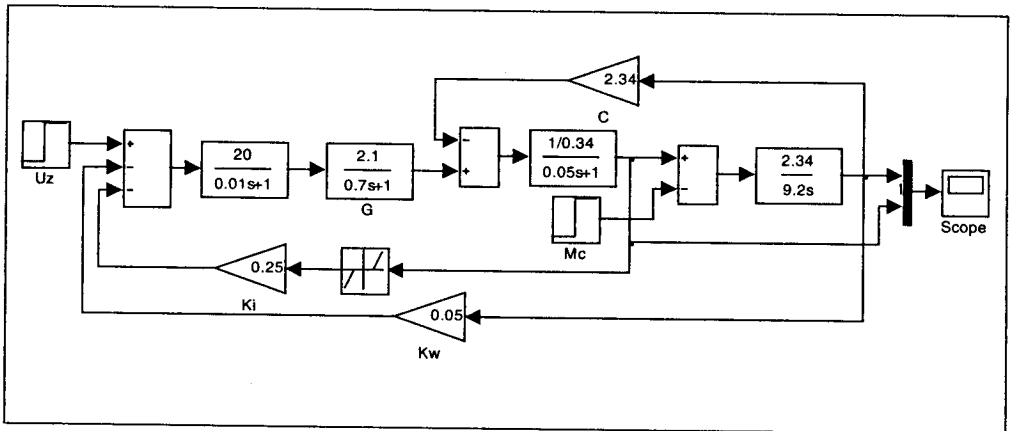 2.34
C
Uz
+
-
-
20
0.01s+1
2.1
0.7s+1
G
-
+
1/0.34
0.05s+1
+
-
2.34
9.2s
Scope
Mc
0.25
Ki
0.05
Kw